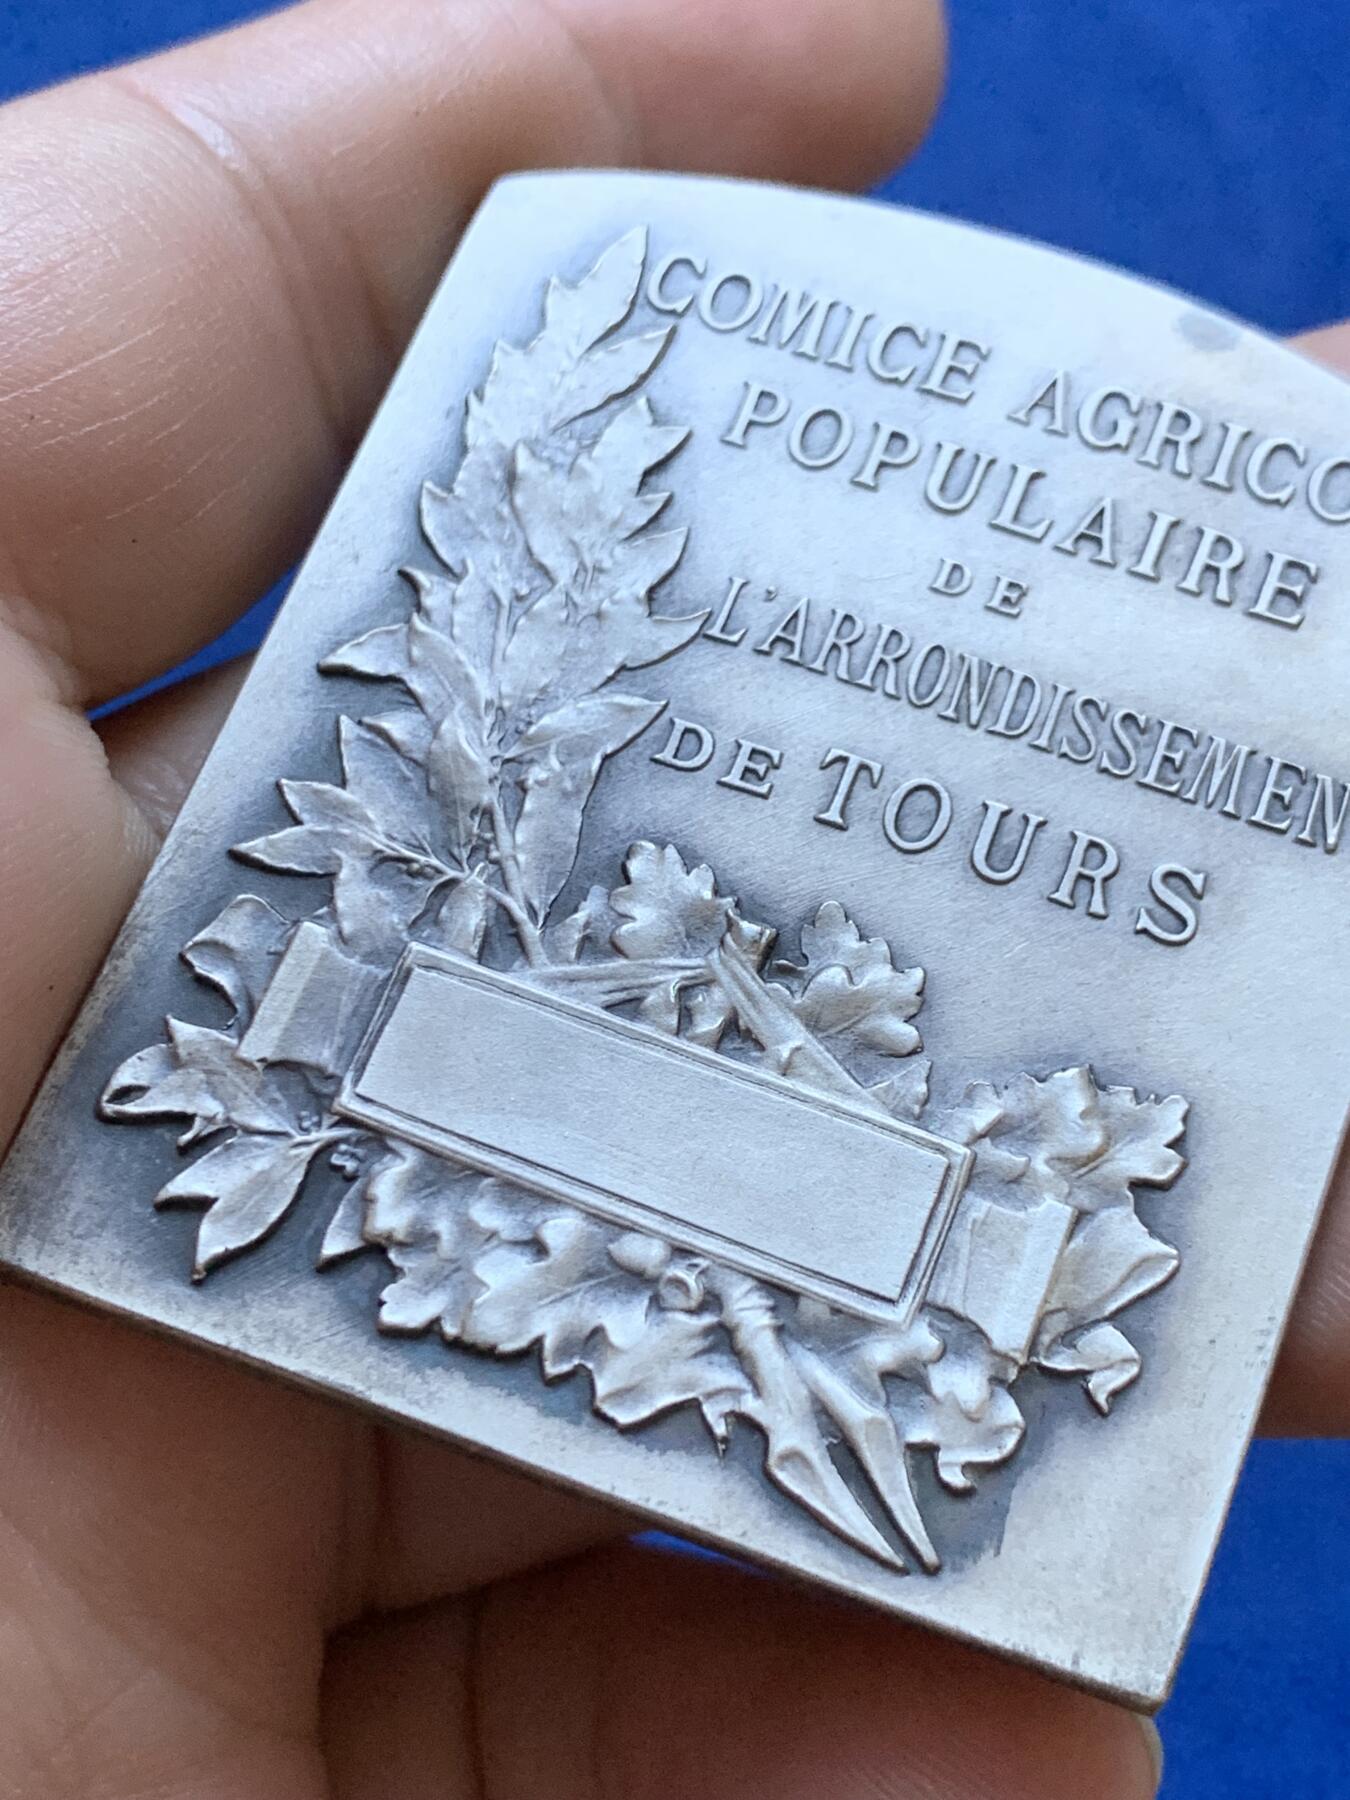 COMICE AGRICO
POPULAIRE
DE
L'ARRONDISSEMEN
DE TOURS